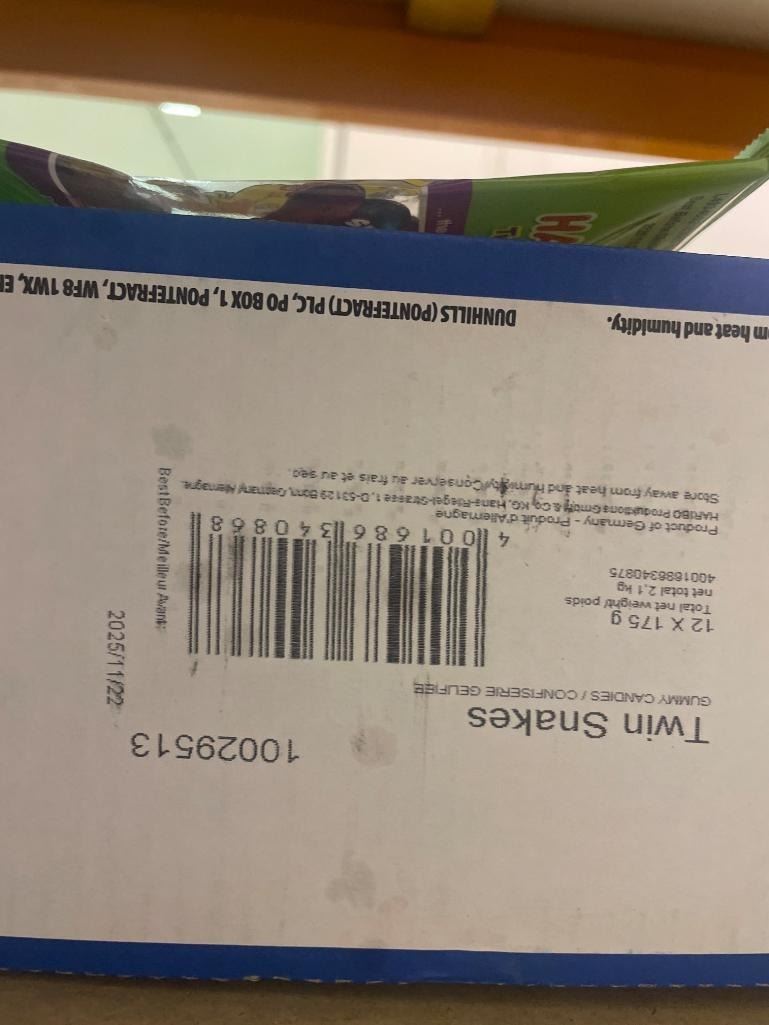 Twin Snakes
10029513
GUMMY CANDIES / CONFISERIE GELIFIEE
12 X 175 g
Total net weight/ poids
net total 2,1 kg
4001686340875
4 001686 340868
2025/11/22
BestBefore/Meilleur Avant:
Product of Germany - Produit d'Allemagne
HARIBO Produktions GmbH & Co. KG, Hans-Riegel-Strasse 1, D-53129 Bonn, Germany/Allemagne
Store away from heat and humidity/Conserver au frais et au sec.
heat and humidity.
DUNHILLS (PONTEFRACT) PLC, PO BOX 1, PONTEFRACT, WF8 1WX,
HA